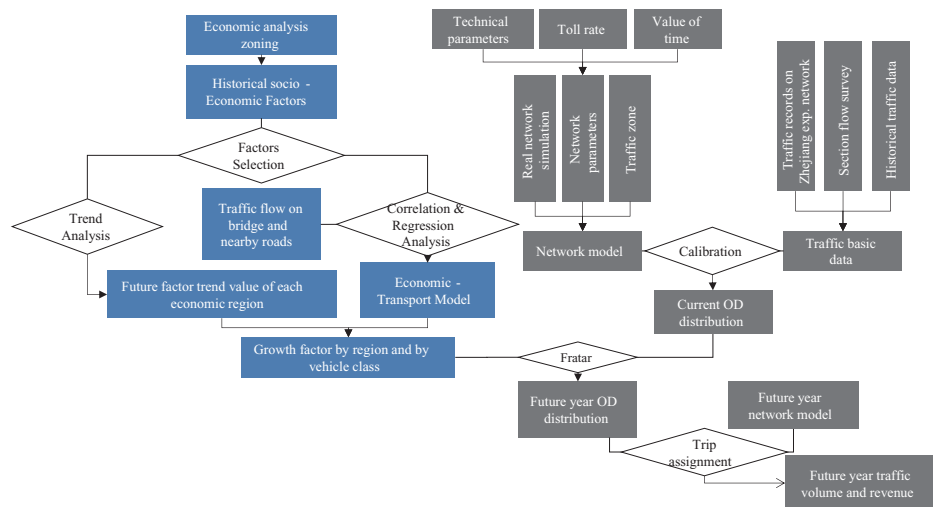 Economic analysis
zoning
Historical socio -
Economic Factors
Factors
Selection
Trend
Analysis
Traffic flow on
bridge and
nearby roads
Correlation &
Regression
Analysis
Future factor trend value of each
economic region
Economic -
Transport Model
Growth factor by region and by
vehicle class
Technical
parameters
Toll rate
Value of
time
Real network
simulation
Network
parameters
Traffic zone
Traffic records on
Zhejiang exp. network
Section flow survey
Historical traffic data
Network model
Calibration
Traffic basic
data
Current OD
distribution
Fratar
Future year OD
distribution
Future year
network model
Trip
assignment
Future year traffic
volume and revenue